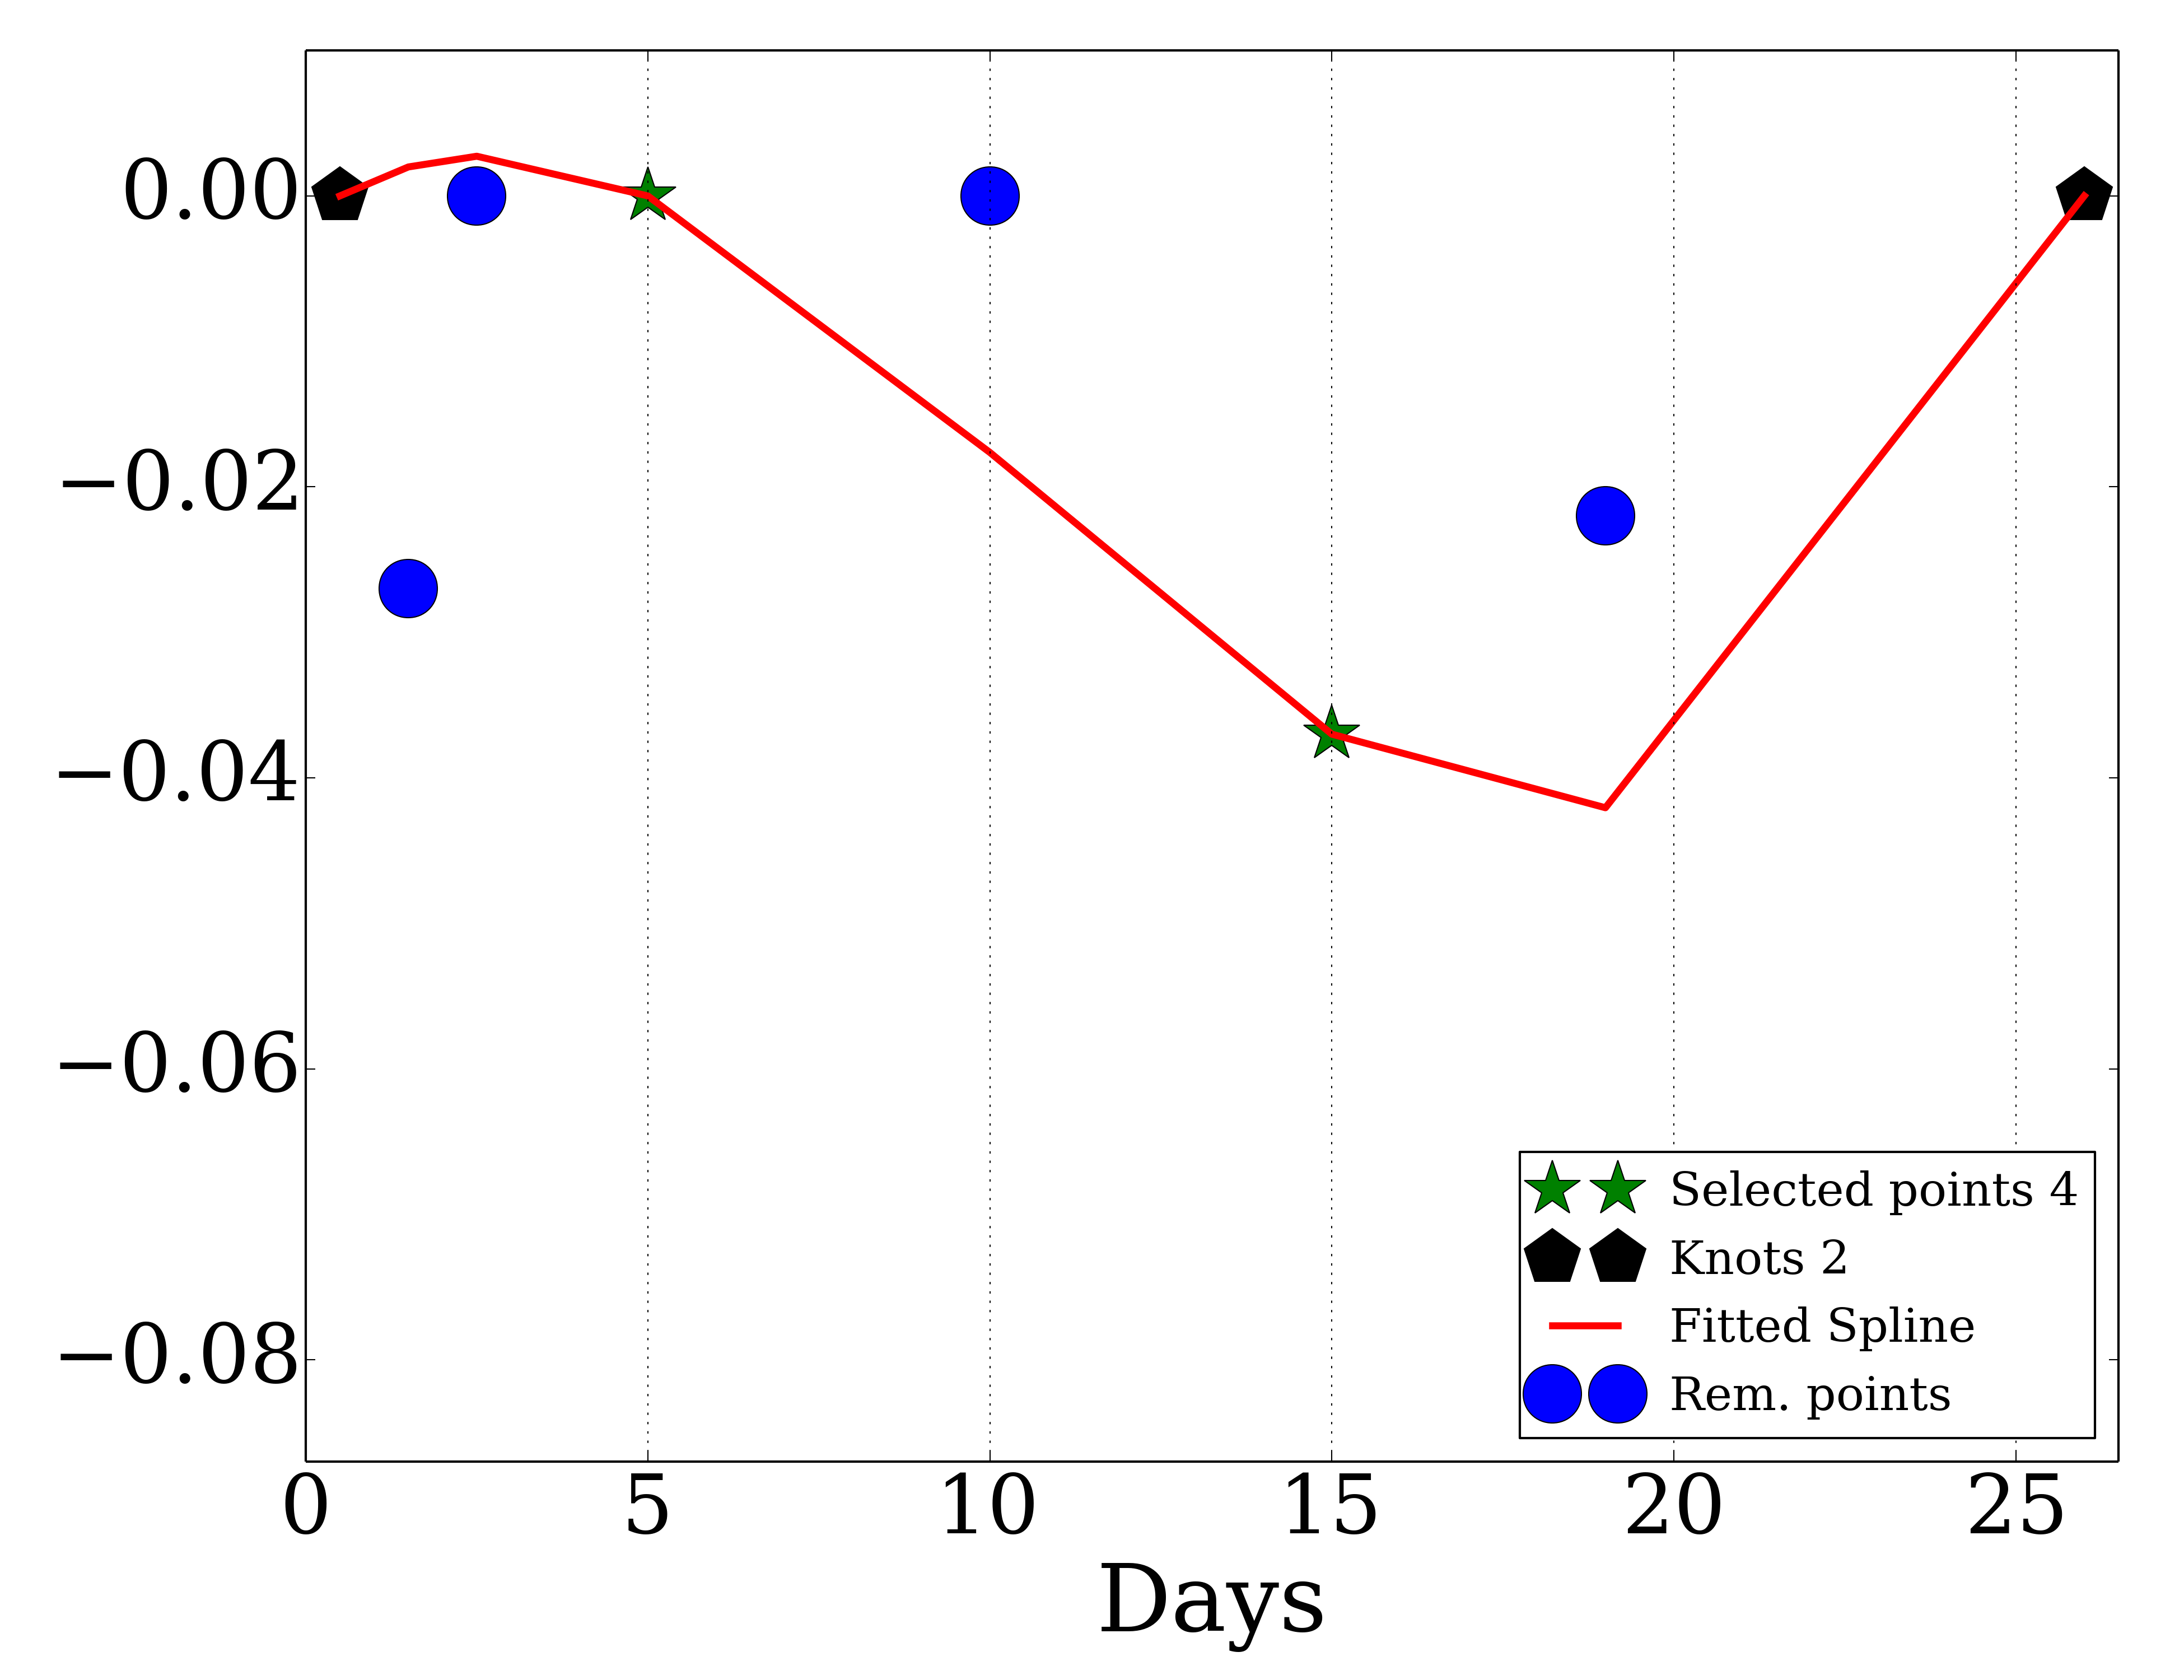 0.00
−0.02
−0.04
−0.06
−0.08
0 5 10 15 20 25
Days
Selected points 4
Knots 2
Fitted Spline
Rem. points